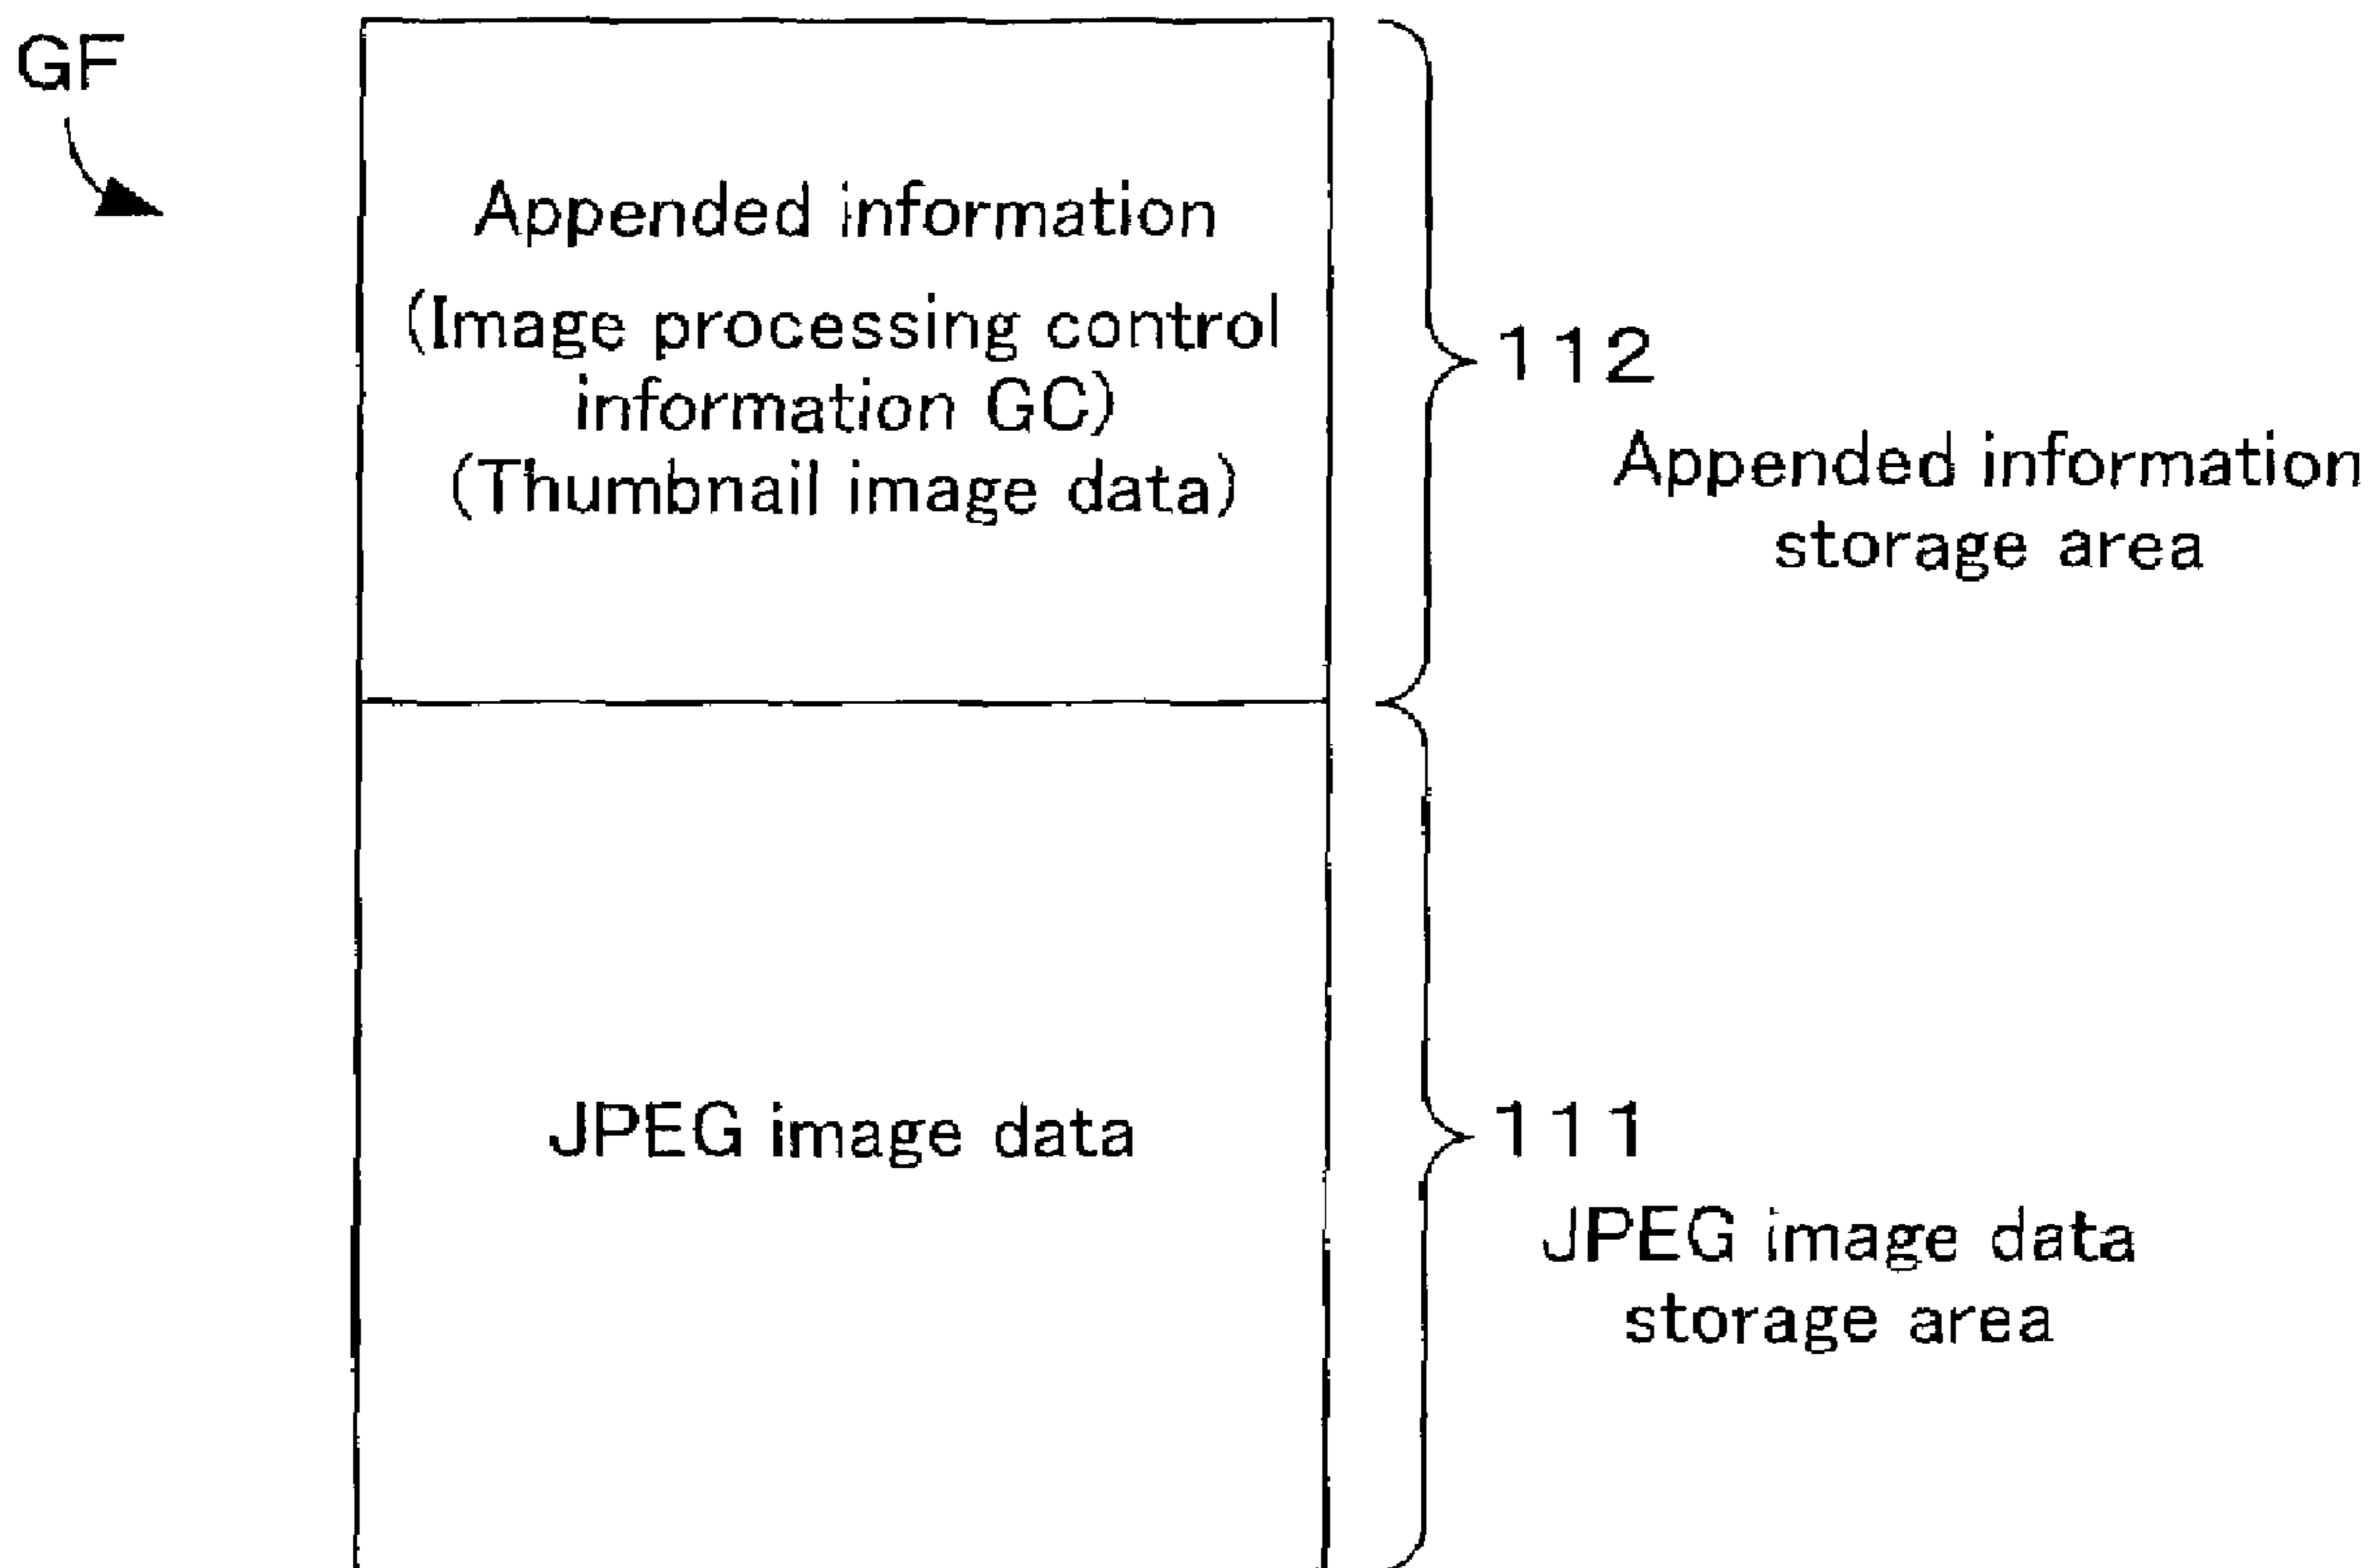 GF
Appended information
(Image processing control
information GC)
(Thumbnail image data)
112
Appended information
storage area
JPEG image data
111
JPEG image data
storage area